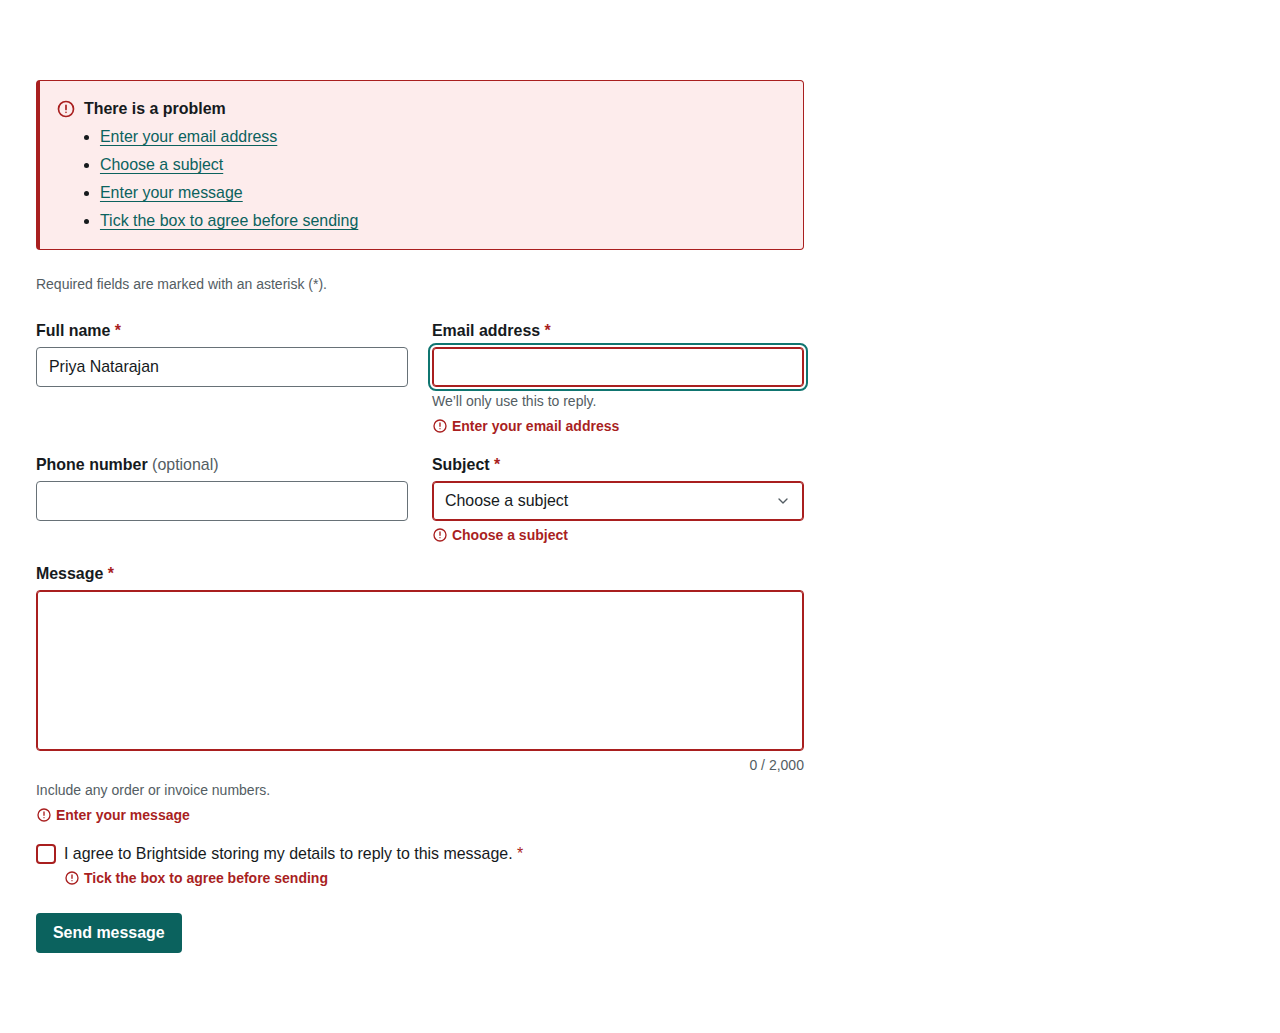 There is a problem
Enter your email address
Choose a subject
Enter your message
Tick the box to agree before sending
Required fields are marked with an asterisk (*).
Full name *
Priya Natarajan
Email address *
We'll only use this to reply.
Enter your email address
Phone number (optional)
Subject *
Choose a subject
Choose a subject
Message *
0 / 2,000
Include any order or invoice numbers.
Enter your message
I agree to Brightside storing my details to reply to this message. *
Tick the box to agree before sending
Send message